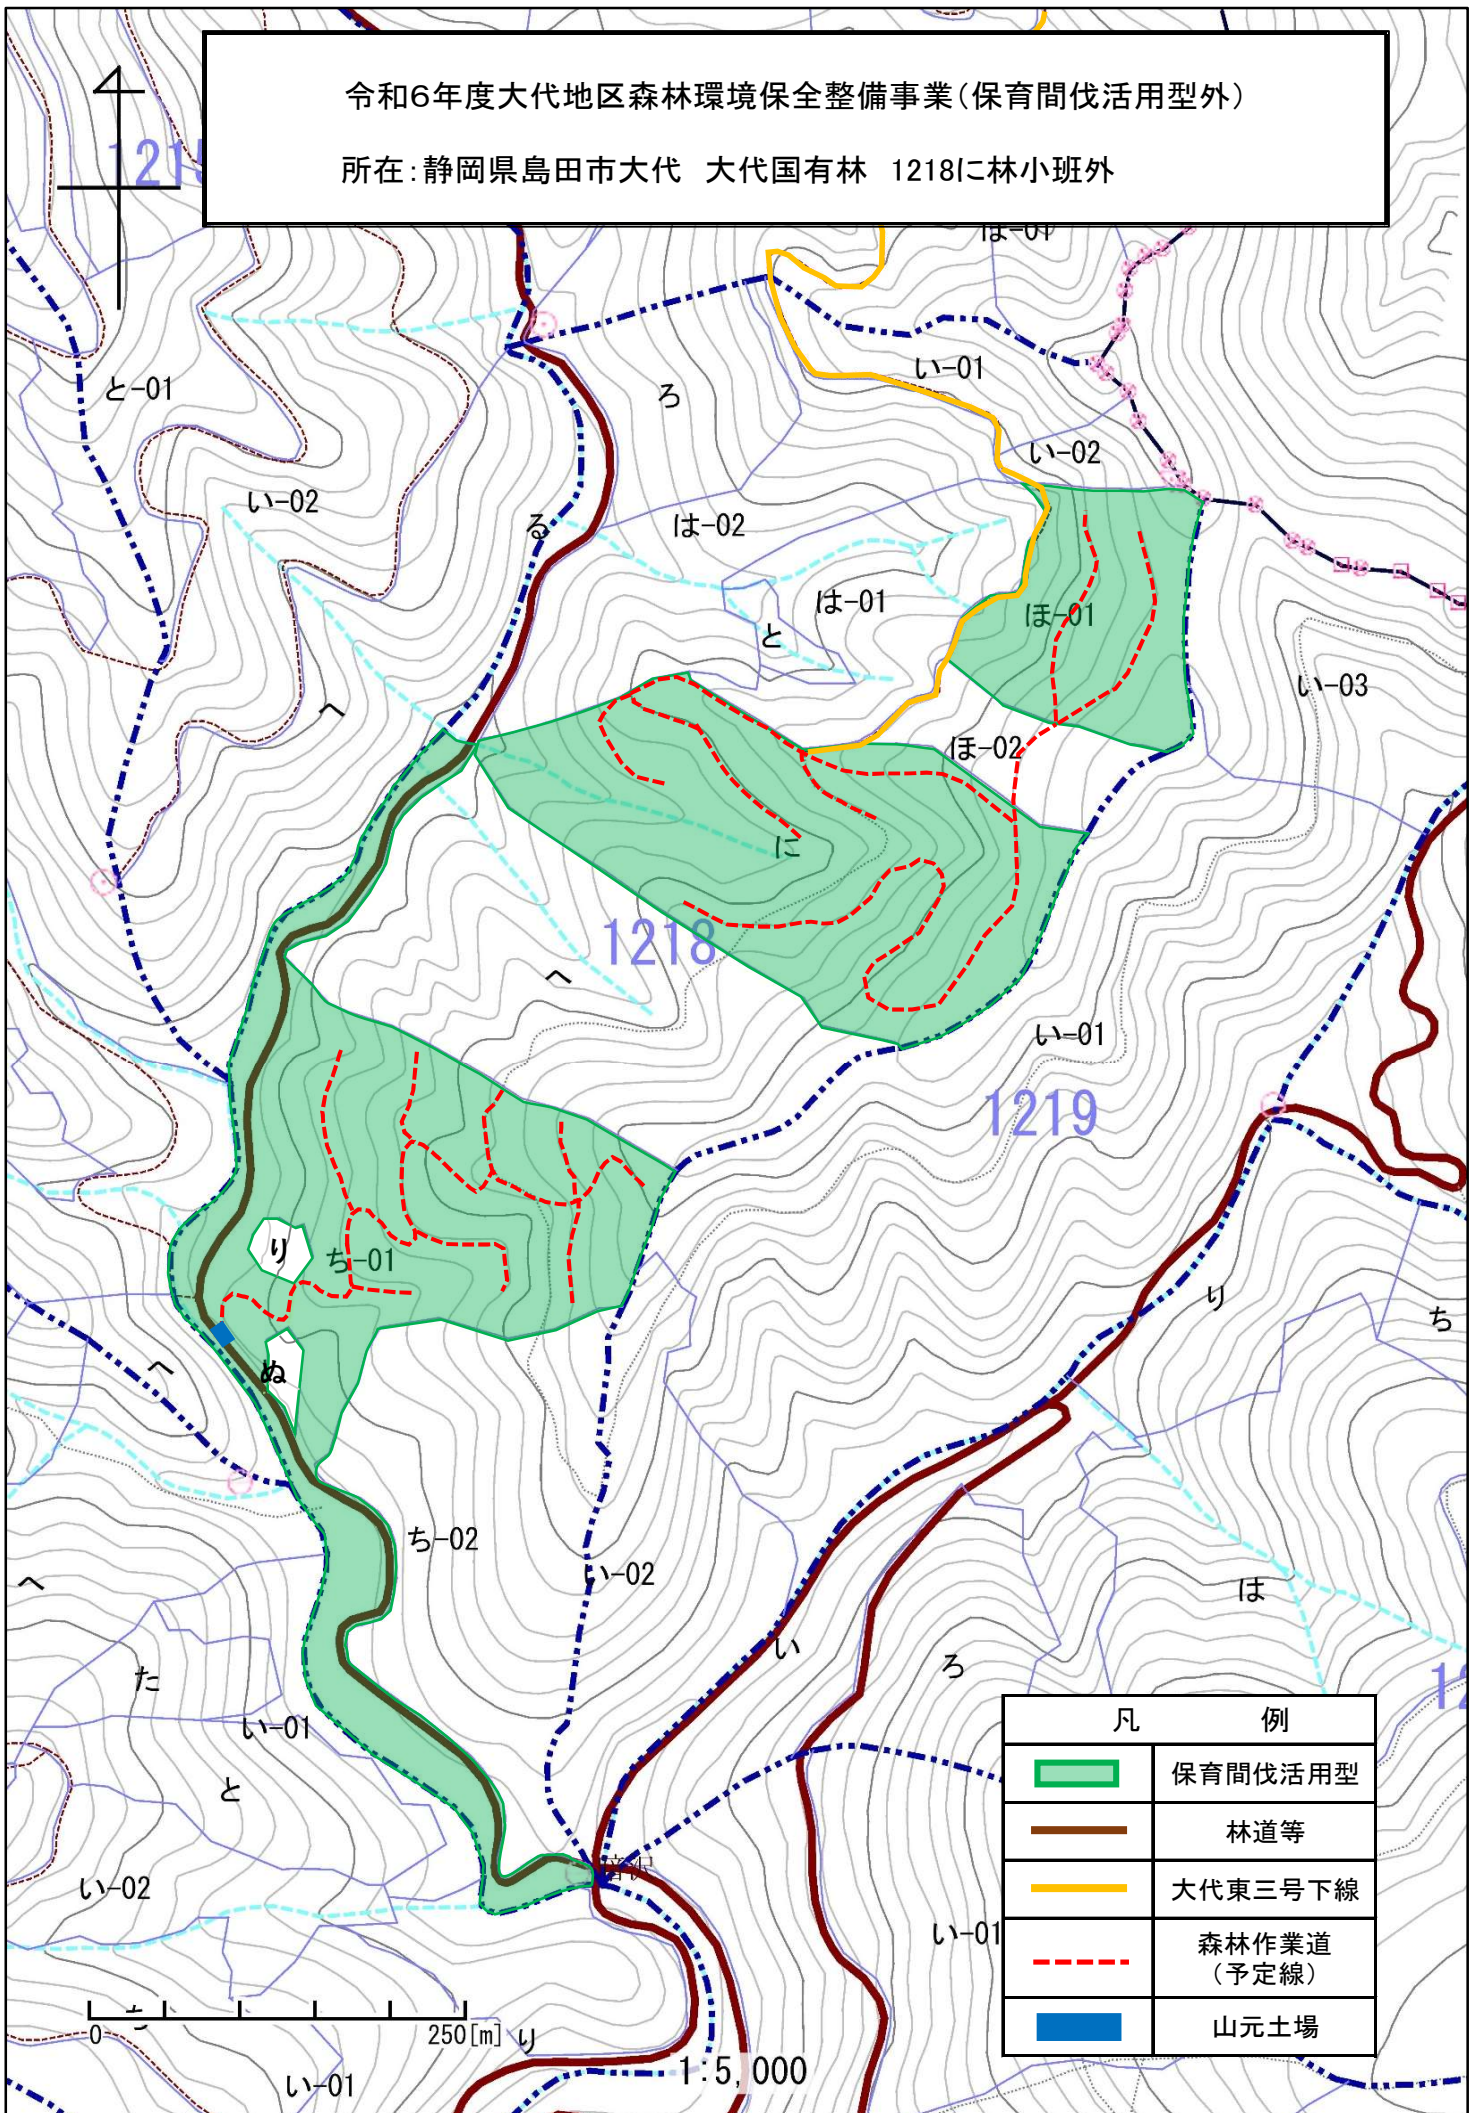 令和6年度大代地区森林環境保全整備事業(保育間伐活用型外)
所在:静岡県島田市大代 大代国有林 1218に林小班外
ほ-01
と-01
ろ
い-01
い-02
い-02
る
は-02
は-01
ほ-01
と
い-03
へ
ほ-02
に
1218
へ
い-01
1219
り
ち-01
り
ち
へ
ぬ
ち-02
い-02
へ
は
い
ろ
た
い-01
と
い-02
い-01
凡 例
保育間伐活用型
林道等
大代東三号下線
森林作業道
(予定線)
山元土場
ち
0 250[m]
り
1:5,000
い-01